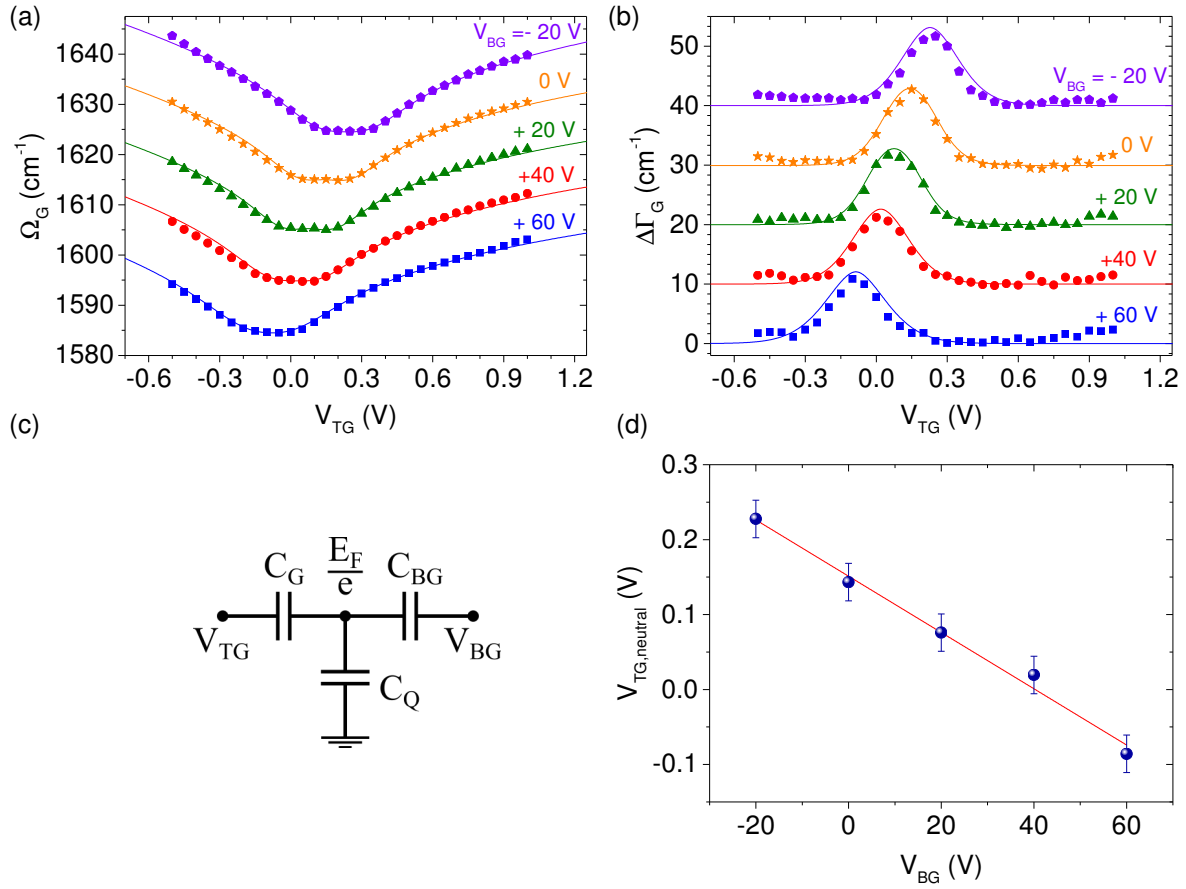 (a)
V_BG =- 20 V
0 V
+ 20 V
+40 V
+ 60 V
1640
1630
1620
1610
1600
1590
1580
Ω_G (cm⁻¹)
-0.6 -0.3 0.0 0.3 0.6 0.9 1.2
V_TG (V)
(b)
V_BG = - 20 V
0 V
+ 20 V
+40 V
+ 60 V
50
40
30
20
10
0
ΔΓ_G (cm⁻¹)
-0.6 -0.3 0.0 0.3 0.6 0.9 1.2
V_TG (V)
(c)
C_G E_F/e C_BG
V_TG V_BG
C_Q
(d)
0.3
0.2
0.1
0.0
-0.1
V_TG,neutral (V)
-20 0 20 40 60
V_BG (V)